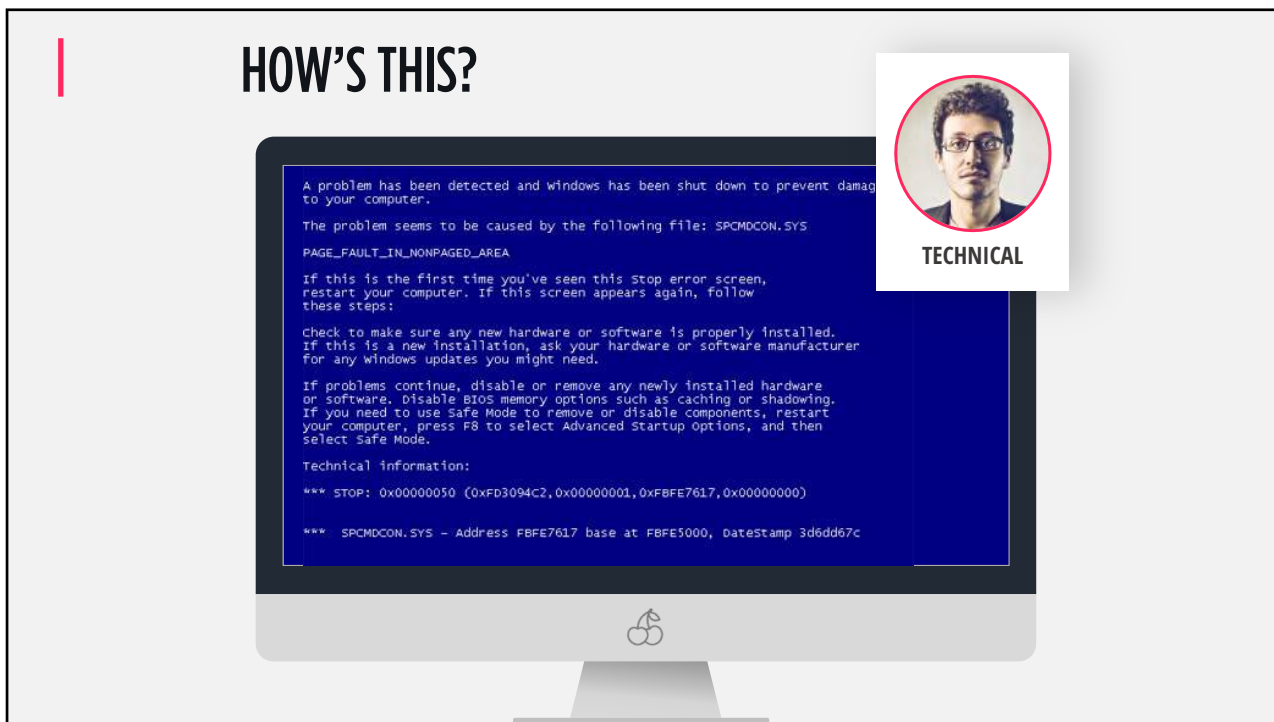 HOW'S THIS?
TECHNICAL
A problem has been detected and windows has been shut down to prevent damag
to your computer.
The problem seems to be caused by the following file: SPCMDCON.SYS
PAGE_FAULT_IN_NONPAGED_AREA
If this is the first time you've seen this Stop error screen,
restart your computer. If this screen appears again, follow
these steps:
Check to make sure any new hardware or software is properly installed.
If this is a new installation, ask your hardware or software manufacturer
for any windows updates you might need.
If problems continue, disable or remove any newly installed hardware
or software. Disable BIOS memory options such as caching or shadowing.
If you need to use Safe Mode to remove or disable components, restart
your computer, press F8 to select Advanced Startup Options, and then
select Safe Mode.
Technical information:
*** STOP: 0x00000050 (0xFD3094C2,0x00000001,0xFBFE7617,0x00000000)
*** SPCMDCON.SYS – Address FBFE7617 base at FBFE5000, DateStamp 3d6dd67c